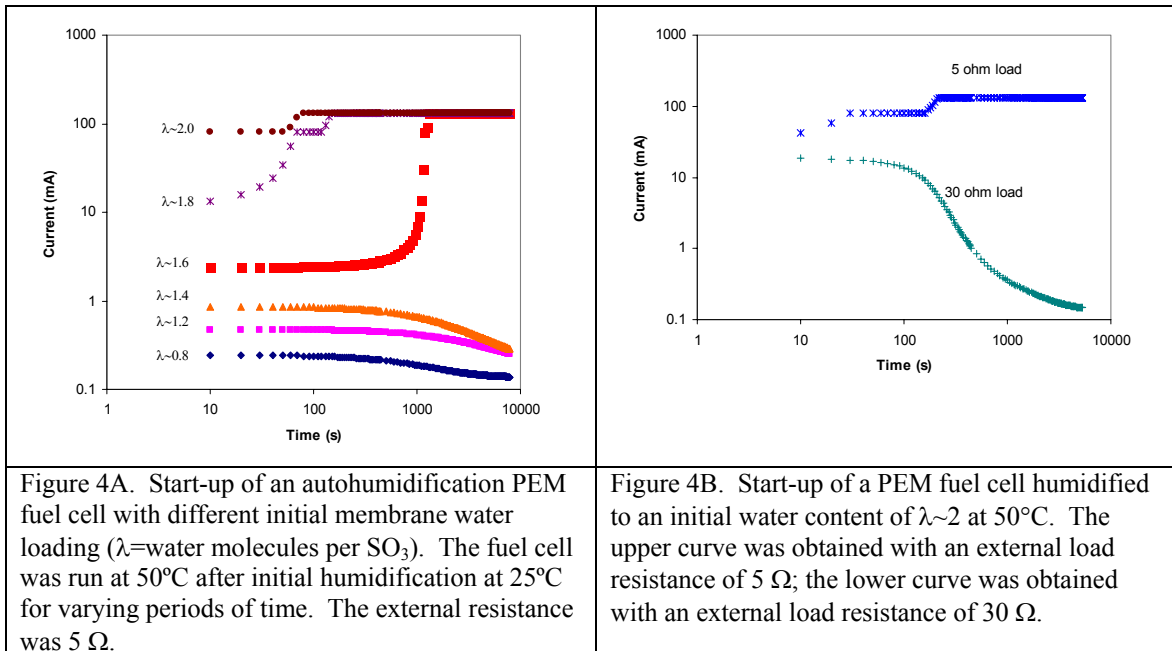 1000
100
10
1
0.1
Current (mA)
λ~2.0
λ~1.8
λ~1.6
λ~1.4
λ~1.2
λ~0.8
1
10
100
1000
10000
Time (s)
1000
100
10
1
0.1
Current (mA)
5 ohm load
30 ohm load
1
10
100
1000
10000
Time (s)
Figure 4A. Start-up of an autohumidification PEM
fuel cell with different initial membrane water
loading (λ=water molecules per SO₃). The fuel cell
was run at 50ºC after initial humidification at 25ºC
for varying periods of time. The external resistance
was 5 Ω.
Figure 4B. Start-up of a PEM fuel cell humidified
to an initial water content of λ~2 at 50°C. The
upper curve was obtained with an external load
resistance of 5 Ω; the lower curve was obtained
with an external load resistance of 30 Ω.